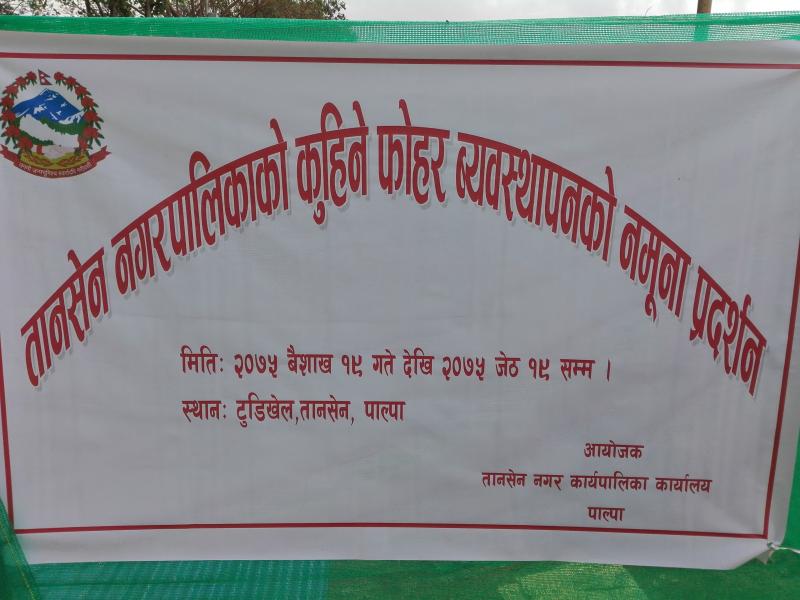 तानसेन नगरपालिकाको कुहिने फोहर व्यवस्थापनको नमूना प्रदर्शन
मितिः २०७५ बैशाख १९ गते देखि २०७५ जेठ १९ सम्म ।
स्थानः टुडिखेल,तानसेन, पाल्पा
आयोजक
तानसेन नगर कार्यपालिका कार्यालय
पाल्पा